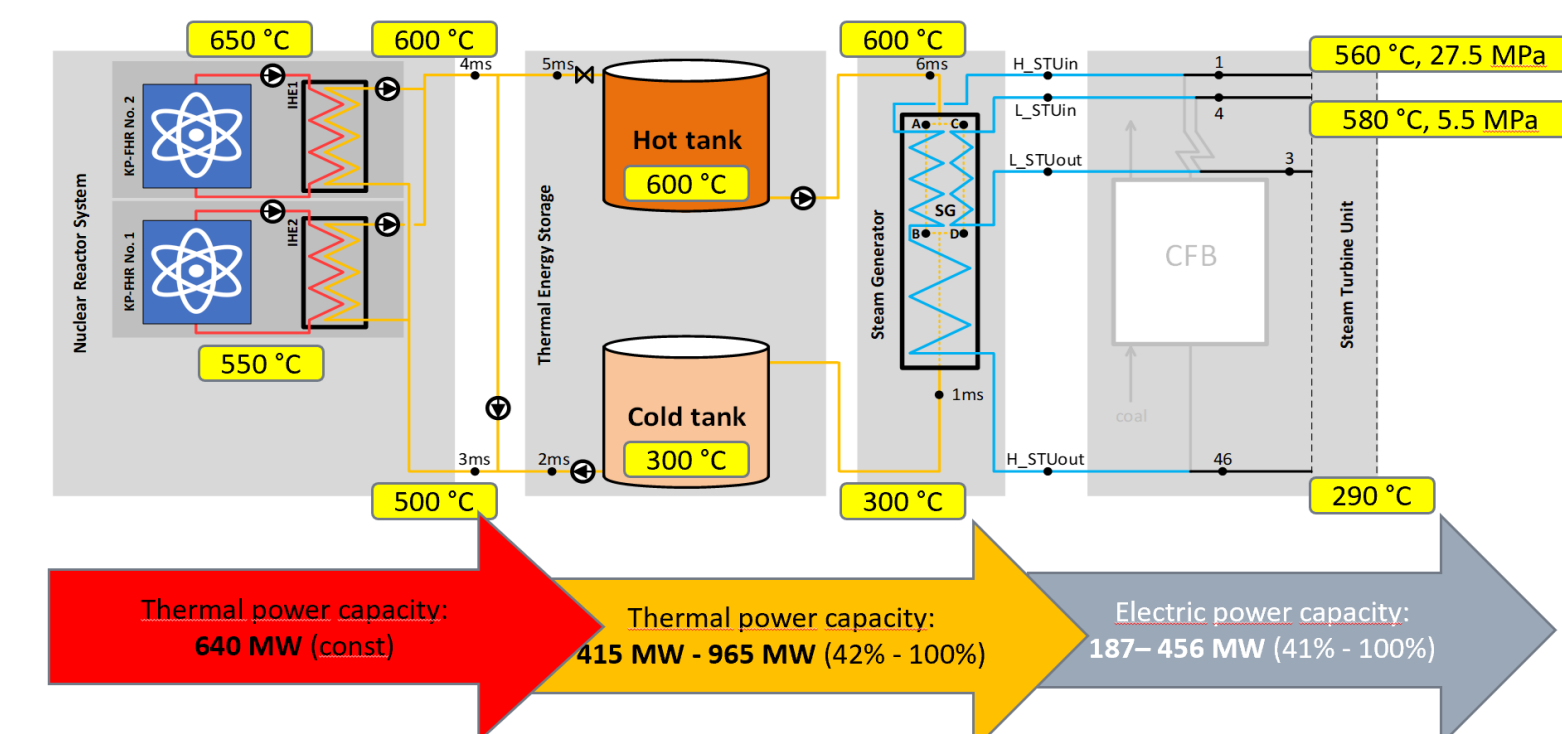 650 °C
600 °C
600 °C
560 °C, 27.5 MPa
580 °C, 5.5 MPa
4ms
5ms
6ms
H_STUin
1
L_STUin
4
L_STUout
3
Nuclear Reactor System
KP-FHR No. 2
IHE1
KP-FHR No. 1
IHE2
550 °C
Thermal Energy Storage
Hot tank
600 °C
Cold tank
300 °C
Steam Generator
A
C
SG
B
D
1ms
CFB
coal
Steam Turbine Unit
3ms
2ms
H_STUout
46
500 °C
300 °C
290 °C
Thermal power capacity:
640 MW (const)
Thermal power capacity:
415 MW - 965 MW (42% - 100%)
Electric power capacity:
187– 456 MW (41% - 100%)